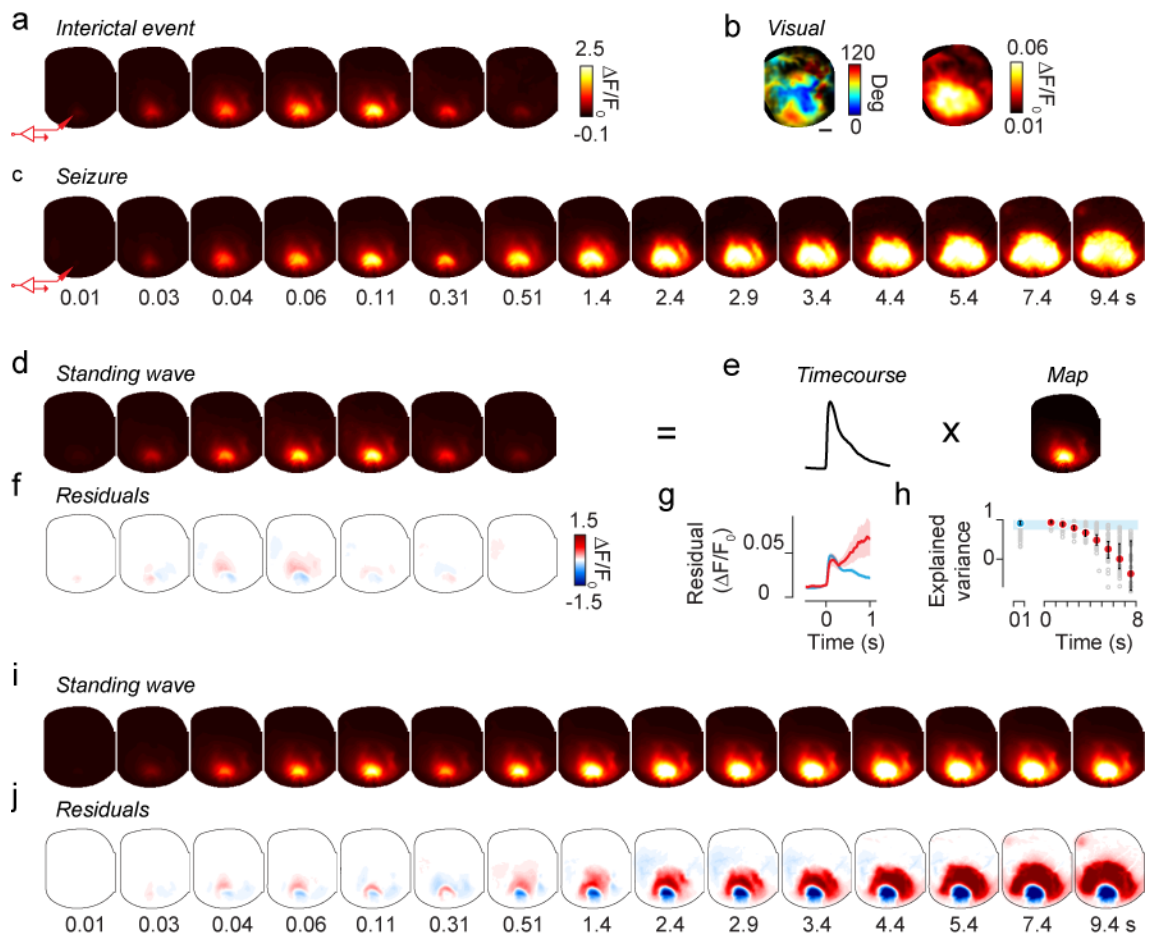 a Interictal event
2.5
ΔF/F0
-0.1
b Visual
120
Deg
0
0.06
ΔF/F0
0.01
c Seizure
0.01 0.03 0.04 0.06 0.11 0.31 0.51 1.4 2.4 2.9 3.4 4.4 5.4 7.4 9.4 s
d Standing wave
e Timecourse Map
= x
f Residuals
1.5
ΔF/F0
-1.5
g
Residual
(ΔF/F0)
0.05
0
0 1
Time (s)
h
Explained
variance
1
0
01 0 8
Time (s)
i Standing wave
j Residuals
0.01 0.03 0.04 0.06 0.11 0.31 0.51 1.4 2.4 2.9 3.4 4.4 5.4 7.4 9.4 s